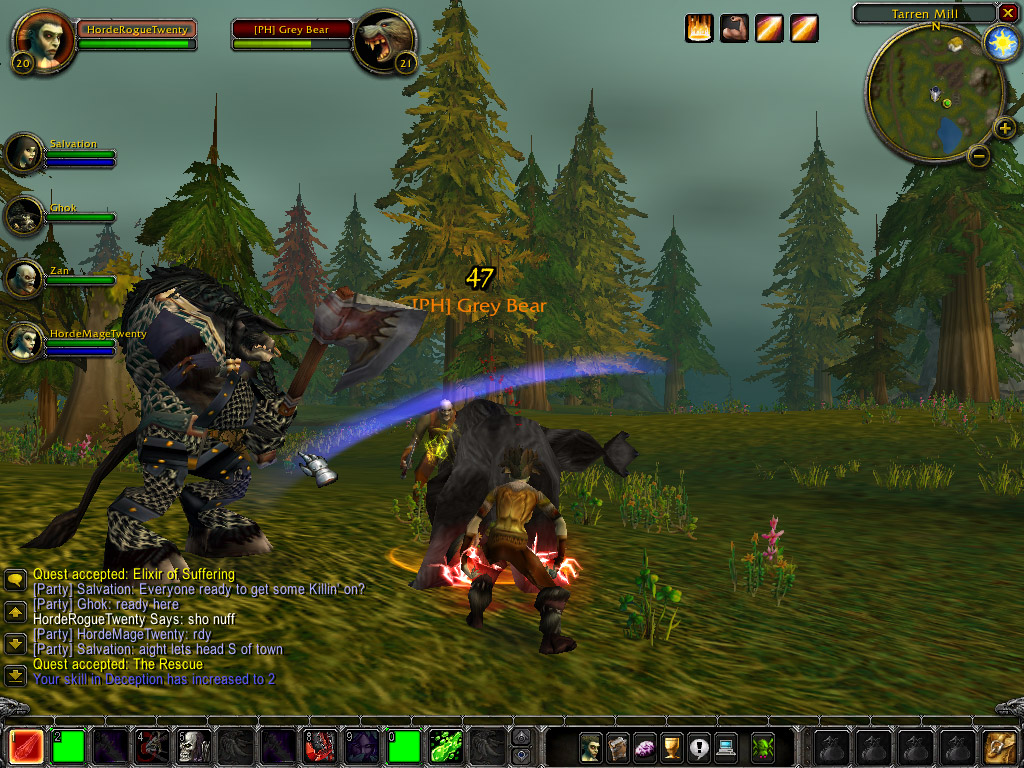 HordeRogueTwenty
20
[PH] Grey Bear
21
Tarren Mill
N
Salvation
Ghok
Zan
HordeMageTwenty
47
[PH] Grey Bear
Quest accepted: Elixir of Suffering
[Party] Salvation: Everyone ready to get some Killin' on?
[Party] Ghok: ready here
HordeRogueTwenty Says: sho nuff
[Party] HordeMageTwenty: rdy
[Party] Salvation: aight lets head S of town
Quest accepted: The Rescue
Your skill in Deception has increased to 2
2 4 8 9 0